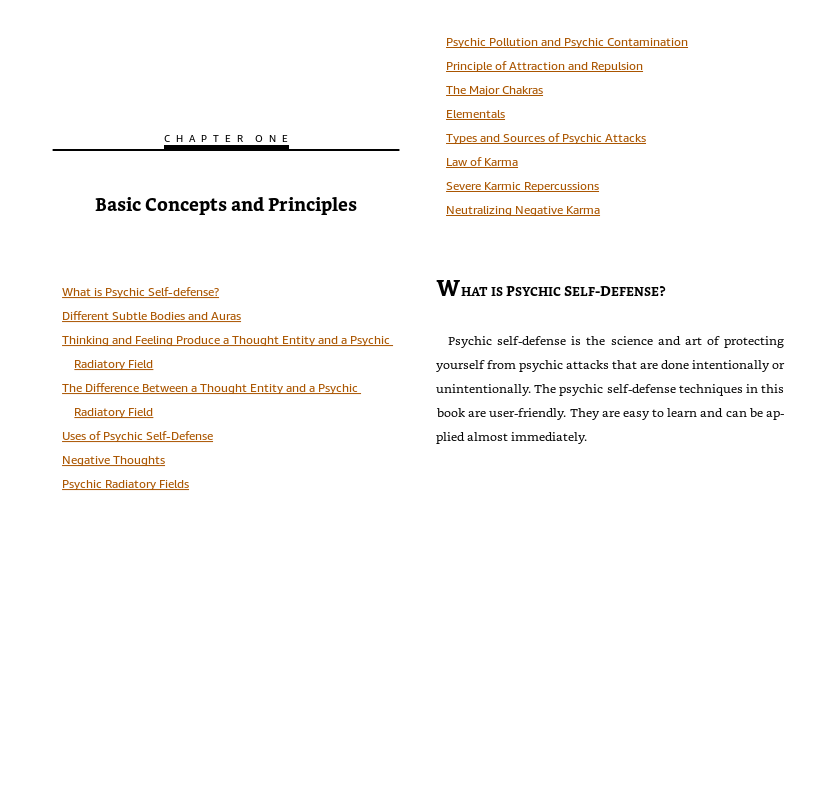 CHAPTER ONE
Basic Concepts and Principles
What is Psychic Self-defense?
Different Subtle Bodies and Auras
Thinking and Feeling Produce a Thought Entity and a Psychic
Radiatory Field
The Difference Between a Thought Entity and a Psychic
Radiatory Field
Uses of Psychic Self-Defense
Negative Thoughts
Psychic Radiatory Fields
Psychic Pollution and Psychic Contamination
Principle of Attraction and Repulsion
The Major Chakras
Elementals
Types and Sources of Psychic Attacks
Law of Karma
Severe Karmic Repercussions
Neutralizing Negative Karma
WHAT IS PSYCHIC SELF-DEFENSE?
Psychic self-defense is the science and art of protecting
yourself from psychic attacks that are done intentionally or
unintentionally. The psychic self-defense techniques in this
book are user-friendly. They are easy to learn and can be ap-
plied almost immediately.